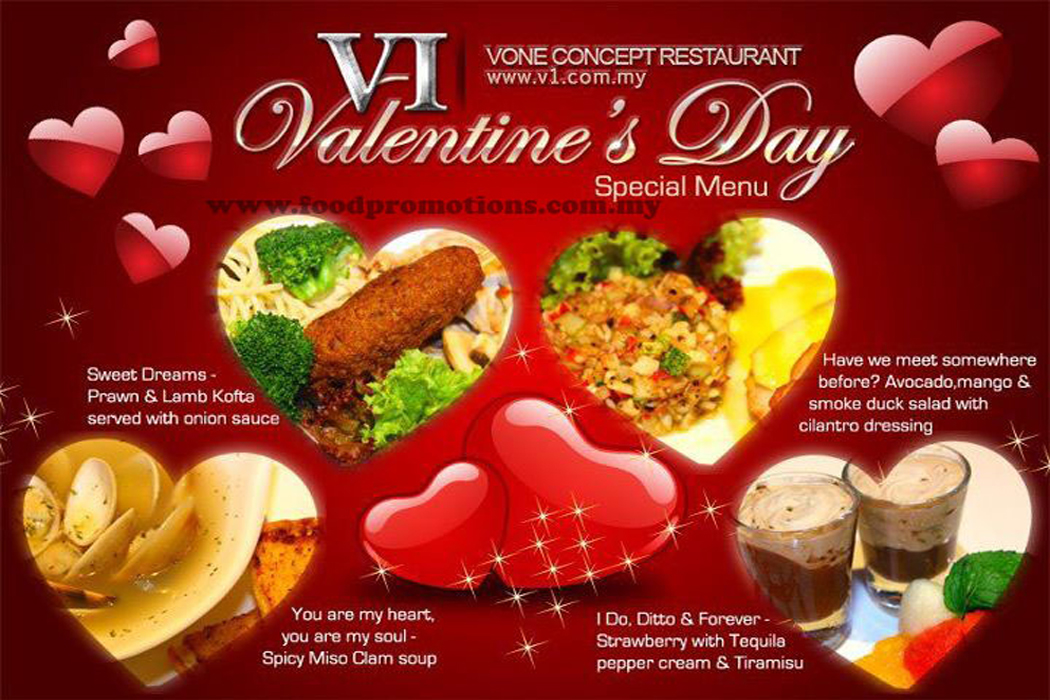 V1
VONE CONCEPT RESTAURANT
www.v1.com.my
Valentine's Day
Special Menu
www.foodpromotions.com.my
Sweet Dreams -
Prawn & Lamb Kofta
served with onion sauce
Have we meet somewhere
before? Avocado,mango &
smoke duck salad with
cilantro dressing
You are my heart,
you are my soul -
Spicy Miso Clam soup
I Do, Ditto & Forever -
Strawberry with Tequila
pepper cream & Tiramisu